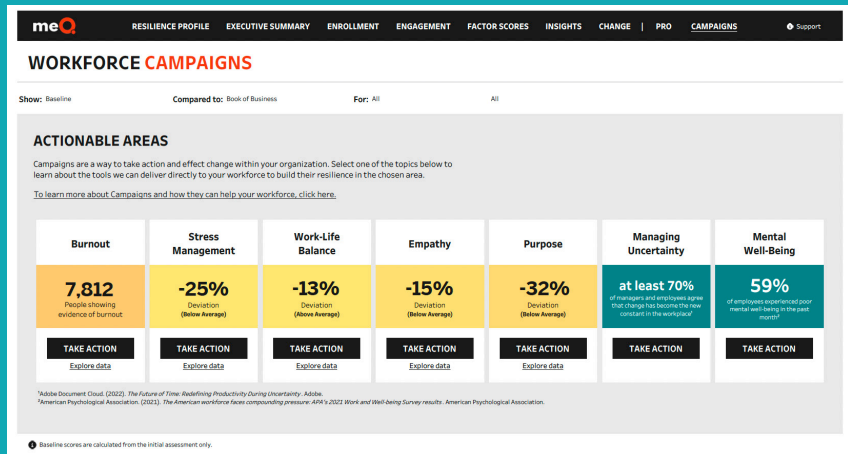 meQ
RESILIENCE PROFILE EXECUTIVE SUMMARY ENROLLMENT ENGAGEMENT FACTOR SCORES INSIGHTS CHANGE | PRO CAMPAIGNS Support
WORKFORCE CAMPAIGNS
Show: Baseline Compared to: Book of Business For: All All
ACTIONABLE AREAS
Campaigns are a way to take action and effect change within your organization. Select one of the topics below to
learn about the tools we can deliver directly to your workforce to build their resilience in the chosen area.
To learn more about Campaigns and how they can help your workforce, click here.
Burnout
7,812
People showing
evidence of burnout
TAKE ACTION
Explore data
Stress
Management
-25%
Deviation
(Below Average)
TAKE ACTION
Explore data
Work-Life
Balance
-13%
Deviation
(Above Average)
TAKE ACTION
Explore data
Empathy
-15%
Deviation
(Below Average)
TAKE ACTION
Explore data
Purpose
-32%
Deviation
(Below Average)
TAKE ACTION
Explore data
Managing
Uncertainty
at least 70%
of managers and employees agree
that change has become the new
constant in the workplace¹
TAKE ACTION
Mental
Well-Being
59%
of employees experienced poor
mental well-being in the past
month²
TAKE ACTION
¹Adobe Document Cloud. (2022). The Future of Time: Redefining Productivity During Uncertainty. Adobe.
²American Psychological Association. (2021). The American workforce faces compounding pressure: APA's 2021 Work and Well-being Survey results. American Psychological Association.
Baseline scores are calculated from the initial assessment only.